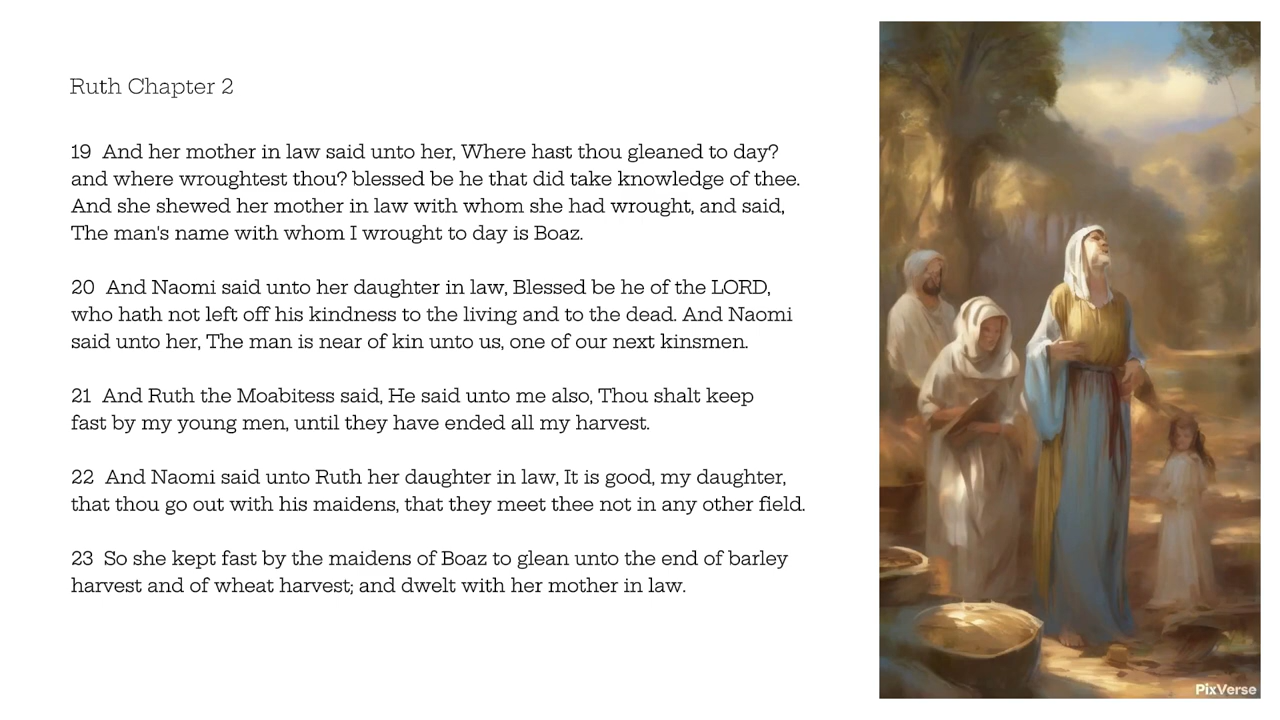 Ruth Chapter 2
19 And her mother in law said unto her, Where hast thou gleaned to day?
and where wroughtest thou? blessed be he that did take knowledge of thee.
And she shewed her mother in law with whom she had wrought, and said,
The man's name with whom I wrought to day is Boaz.
20 And Naomi said unto her daughter in law, Blessed be he of the LORD,
who hath not left off his kindness to the living and to the dead. And Naomi
said unto her, The man is near of kin unto us, one of our next kinsmen.
21 And Ruth the Moabitess said, He said unto me also, Thou shalt keep
fast by my young men, until they have ended all my harvest.
22 And Naomi said unto Ruth her daughter in law, It is good, my daughter,
that thou go out with his maidens, that they meet thee not in any other field.
23 So she kept fast by the maidens of Boaz to glean unto the end of barley
harvest and of wheat harvest; and dwelt with her mother in law.
PixVerse